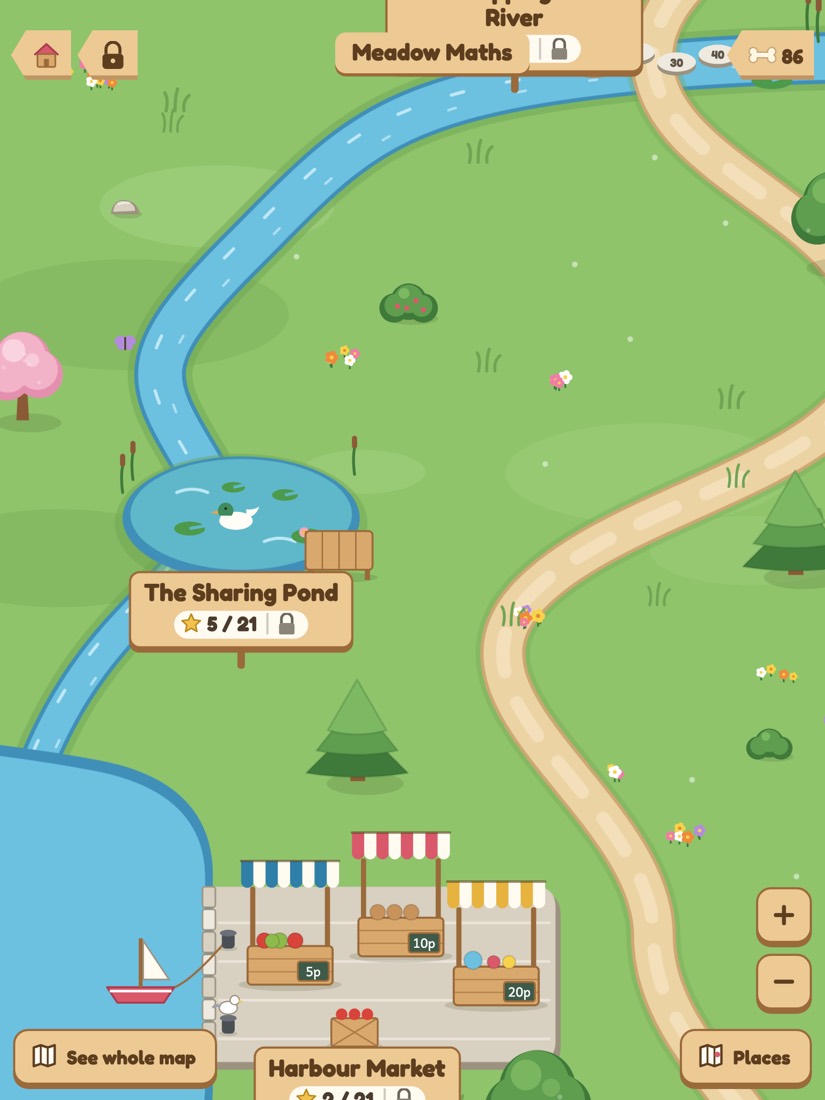 River
Meadow Maths
30
40
86
The Sharing Pond
5 / 21
10p
5p
20p
See whole map
Harbour Market
Places